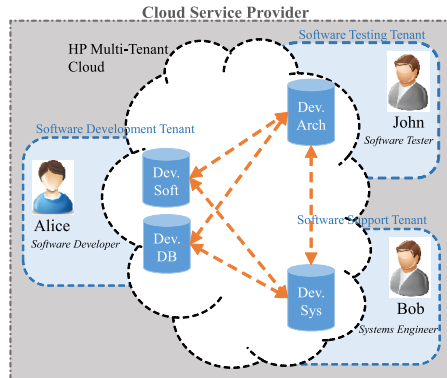 Cloud Service Provider
HP Multi-Tenant
Cloud
Software Testing Tenant
Dev.
Arch
John
Software Tester
Software Development Tenant
Alice
Software Developer
Dev.
Soft
Dev.
DB
Software Support Tenant
Dev.
Sys
Bob
Systems Engineer